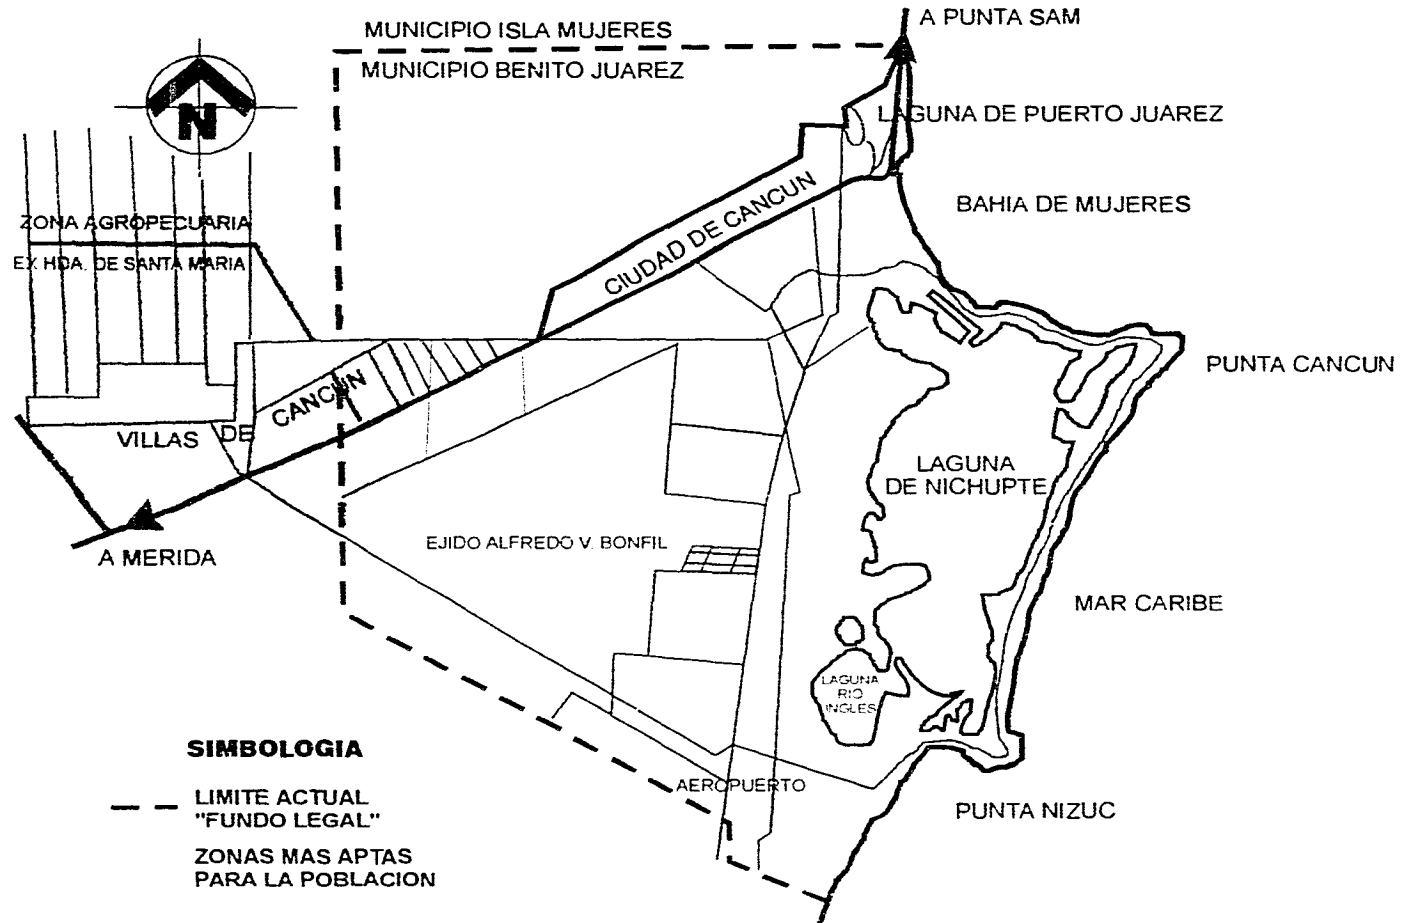 A PUNTA SAM
MUNICIPIO ISLA MUJERES
MUNICIPIO BENITO JUAREZ
N
LAGUNA DE PUERTO JUAREZ
BAHIA DE MUJERES
CIUDAD DE CANCUN
ZONA AGROPECUARIA
EX HDA. DE SANTA MARIA
PUNTA CANCUN
CANCUN
VILLAS DE
LAGUNA
DE NICHUPTE
A MERIDA
EJIDO ALFREDO V. BONFIL
MAR CARIBE
LAGUNA
RIO
INGLES
AEROPUERTO
PUNTA NIZUC
SIMBOLOGIA
LIMITE ACTUAL
"FUNDO LEGAL"
ZONAS MAS APTAS
PARA LA POBLACION